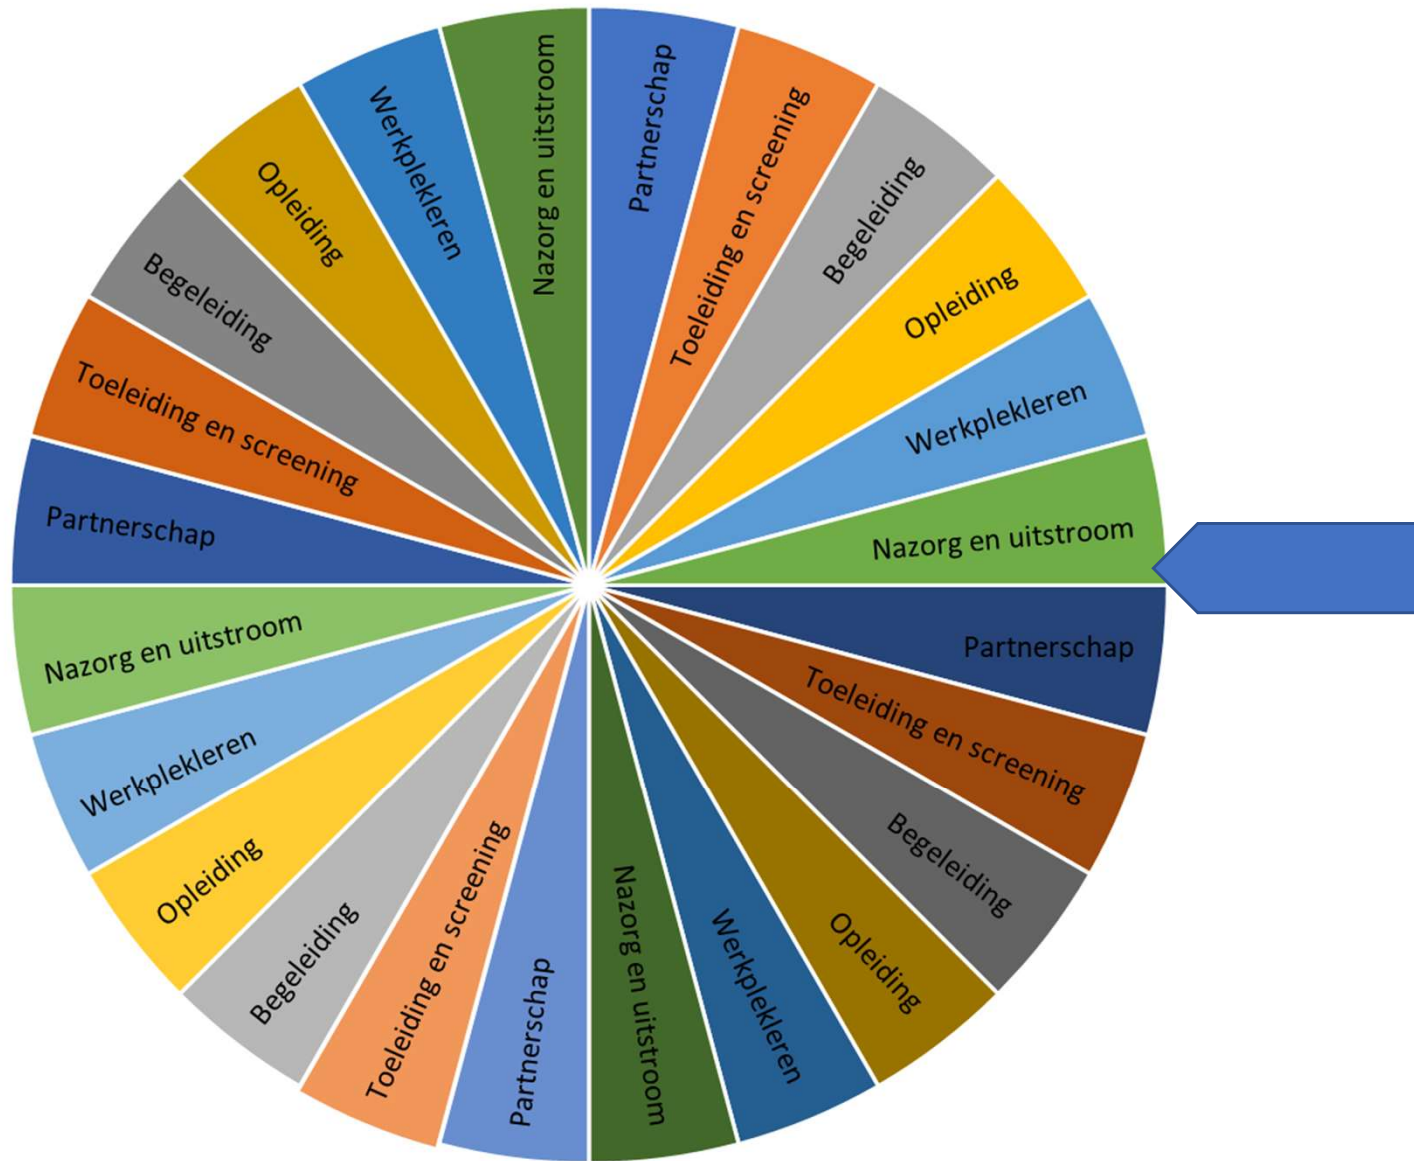 Partnerschap
Toeleiding en screening
Begeleiding
Opleiding
Werkplekleren
Nazorg en uitstroom
Partnerschap
Toeleiding en screening
Begeleiding
Opleiding
Werkplekleren
Nazorg en uitstroom
Partnerschap
Toeleiding en screening
Begeleiding
Opleiding
Werkplekleren
Nazorg en uitstroom
Partnerschap
Toeleiding en screening
Begeleiding
Opleiding
Werkplekleren
Nazorg en uitstroom